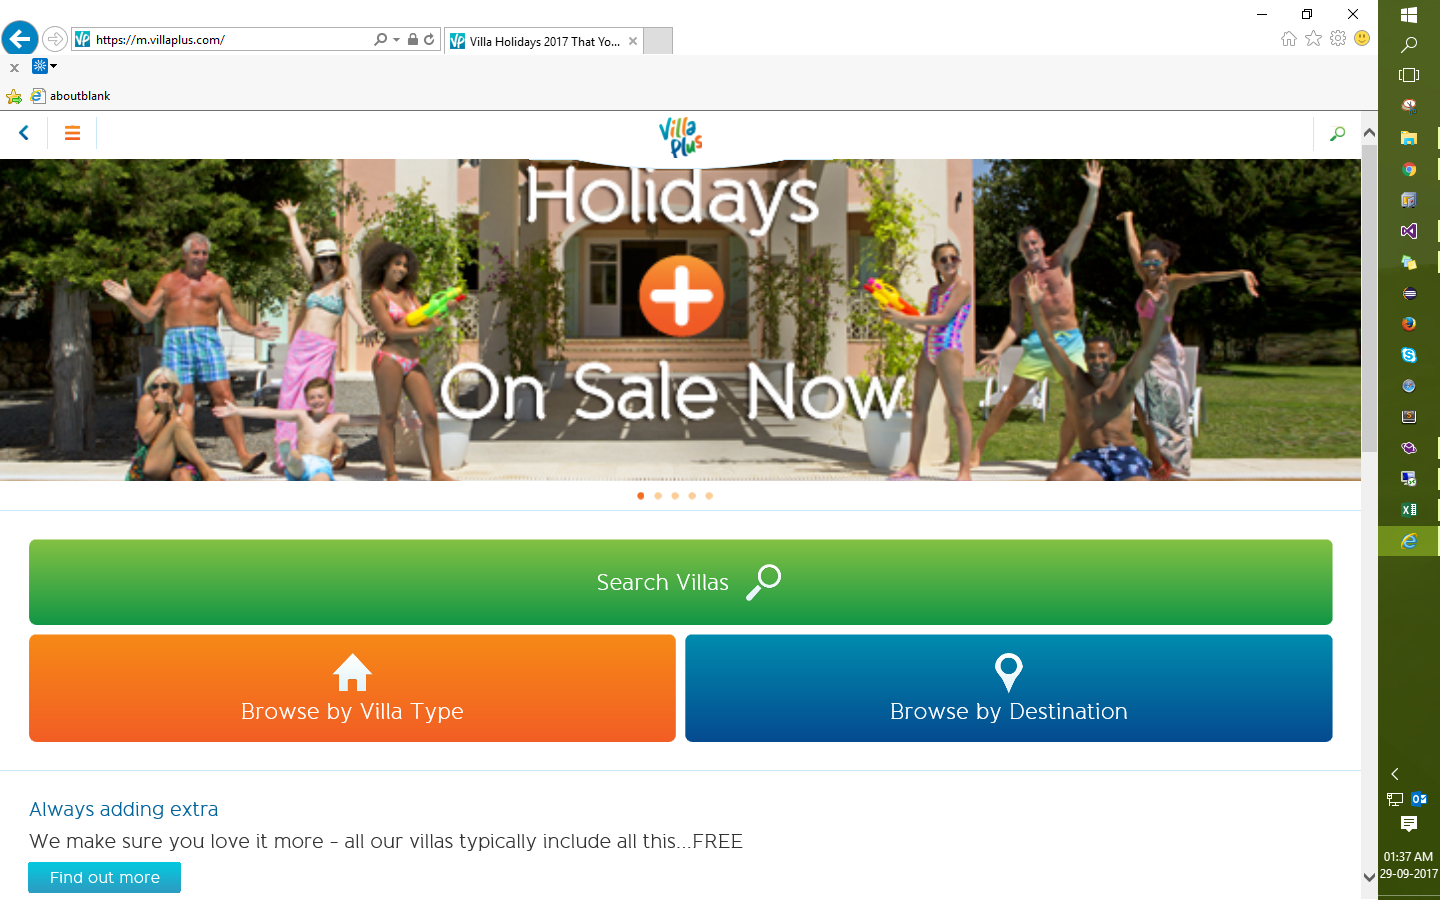 https://m.villaplus.com/
Villa Holidays 2017 That Yo...
aboutblank
Villa
Plus
Holidays
On Sale Now
Search Villas
Browse by Villa Type
Browse by Destination
Always adding extra
We make sure you love it more - all our villas typically include all this...FREE
Find out more
01:37 AM
29-09-2017